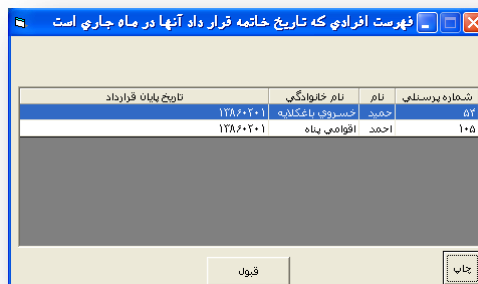 فهرست افرادي كه تاريخ خاتمه قرار داد آنها در ماه جاري است
شماره پرسنلي نام نام خانوادگي تاريخ پايان قرارداد
۵۴ حميد خسروي باغكلايه ۱۳۸۶۰۲۰۱
۱۰۵ احمد اقوامي پناه ۱۳۸۶۰۲۰۱
چاپ
قبول